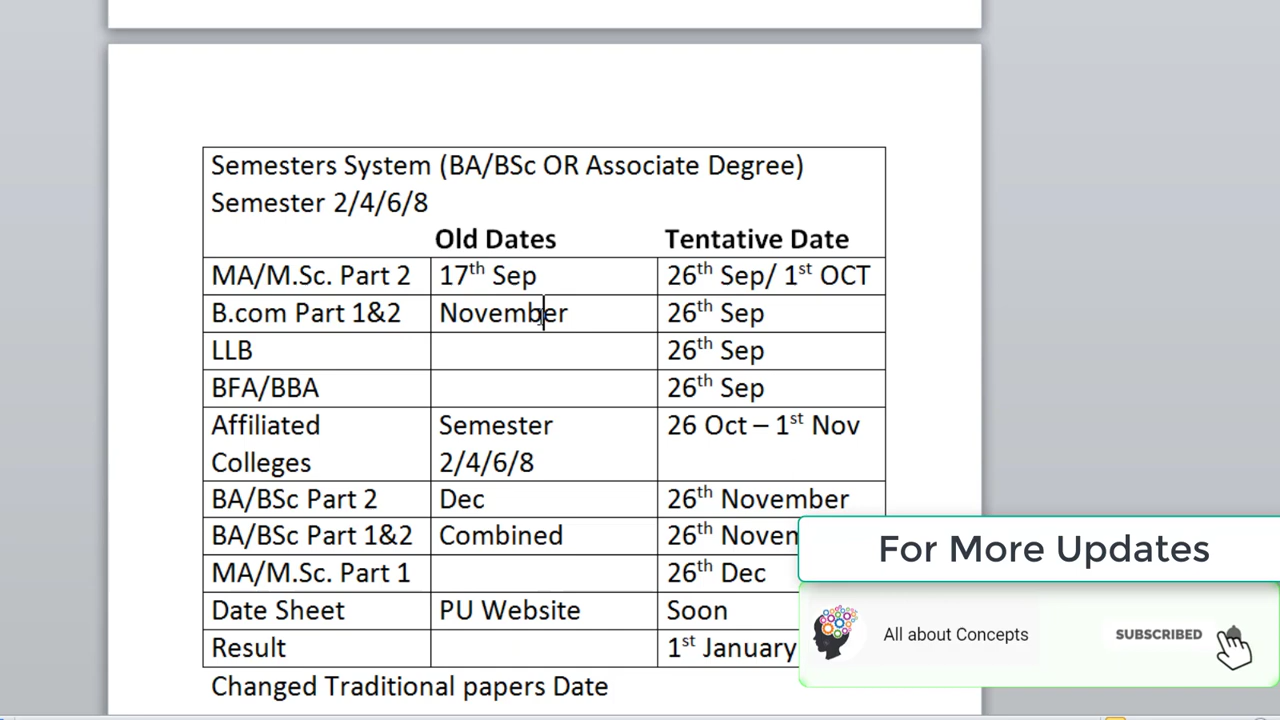 Semesters System (BA/BSc OR Associate Degree)
Semester 2/4/6/8
Old Dates Tentative Date
MA/M.Sc. Part 2 17th Sep 26th Sep/ 1st OCT
B.com Part 1&2 November 26th Sep
LLB 26th Sep
BFA/BBA 26th Sep
Affiliated Semester 26 Oct – 1st Nov
Colleges 2/4/6/8
BA/BSc Part 2 Dec 26th November
BA/BSc Part 1&2 Combined 26th Noven
MA/M.Sc. Part 1 26th Dec
Date Sheet PU Website Soon
Result 1st January
Changed Traditional papers Date
For More Updates
All about Concepts SUBSCRIBED